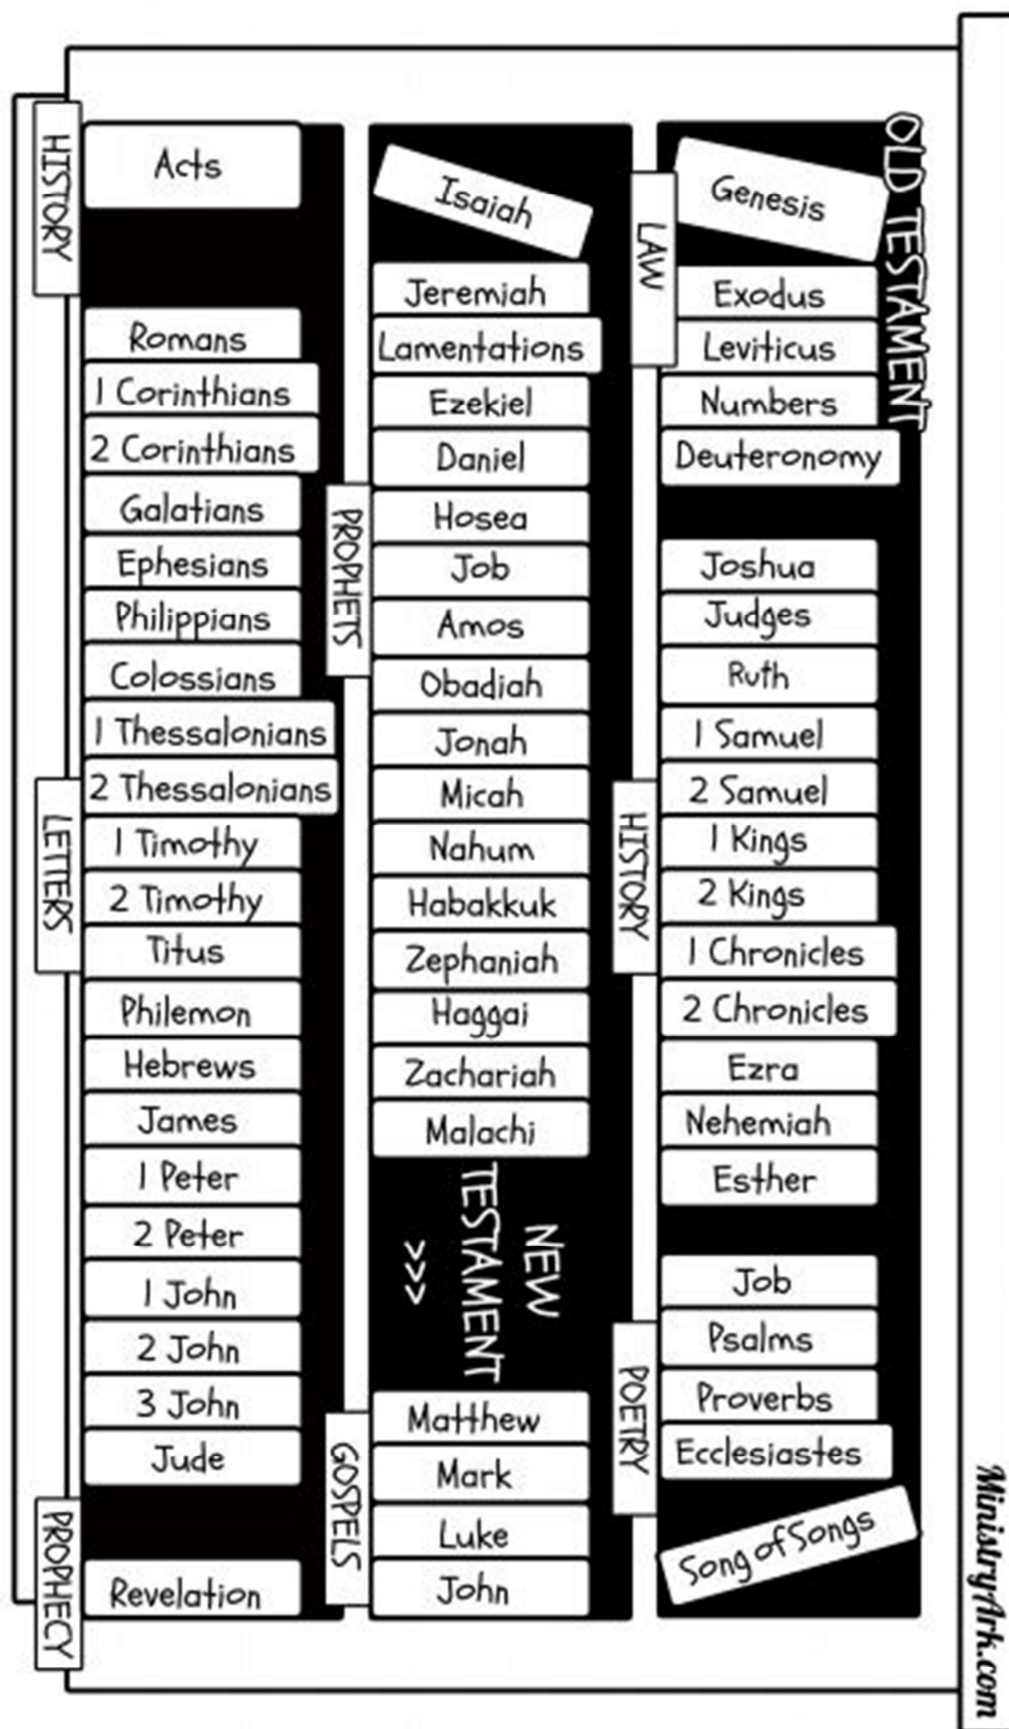 OLD TESTAMENT
LAW
Genesis
Exodus
Leviticus
Numbers
Deuteronomy
HISTORY
Joshua
Judges
Ruth
1 Samuel
2 Samuel
1 Kings
2 Kings
1 Chronicles
2 Chronicles
Ezra
Nehemiah
Esther
POETRY
Job
Psalms
Proverbs
Ecclesiastes
Song of Songs
PROPHETS
Isaiah
Jeremiah
Lamentations
Ezekiel
Daniel
Hosea
Job
Amos
Obadiah
Jonah
Micah
Nahum
Habakkuk
Zephaniah
Haggai
Zachariah
Malachi
NEW
TESTAMENT
>>>
GOSPELS
Matthew
Mark
Luke
John
HISTORY
Acts
LETTERS
Romans
1 Corinthians
2 Corinthians
Galatians
Ephesians
Philippians
Colossians
1 Thessalonians
2 Thessalonians
1 Timothy
2 Timothy
Titus
Philemon
Hebrews
James
1 Peter
2 Peter
1 John
2 John
3 John
Jude
PROPHECY
Revelation
MinistryArk.com